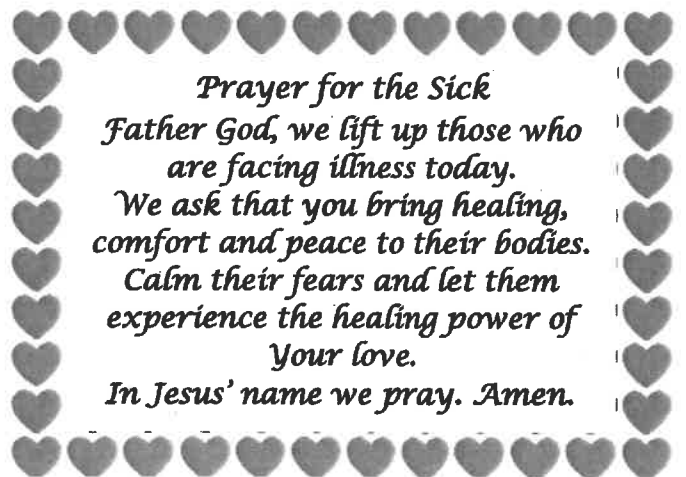 Prayer for the Sick
Father God, we lift up those who
are facing illness today.
We ask that you bring healing,
comfort and peace to their bodies.
Calm their fears and let them
experience the healing power of
Your love.
In Jesus' name we pray. Amen.